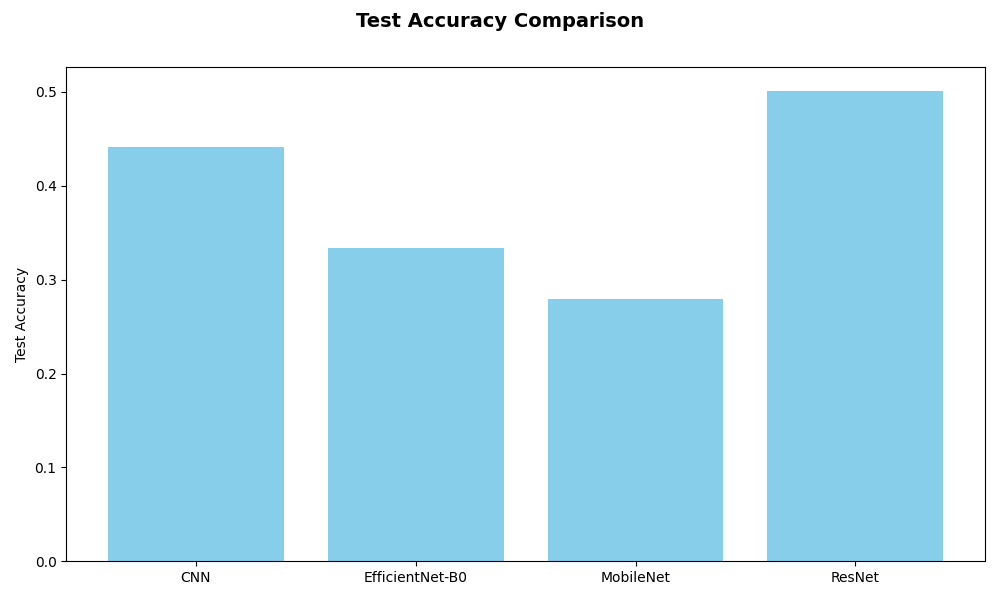 Test Accuracy Comparison
Test Accuracy
0.5
0.4
0.3
0.2
0.1
0.0
CNN
EfficientNet-B0
MobileNet
ResNet